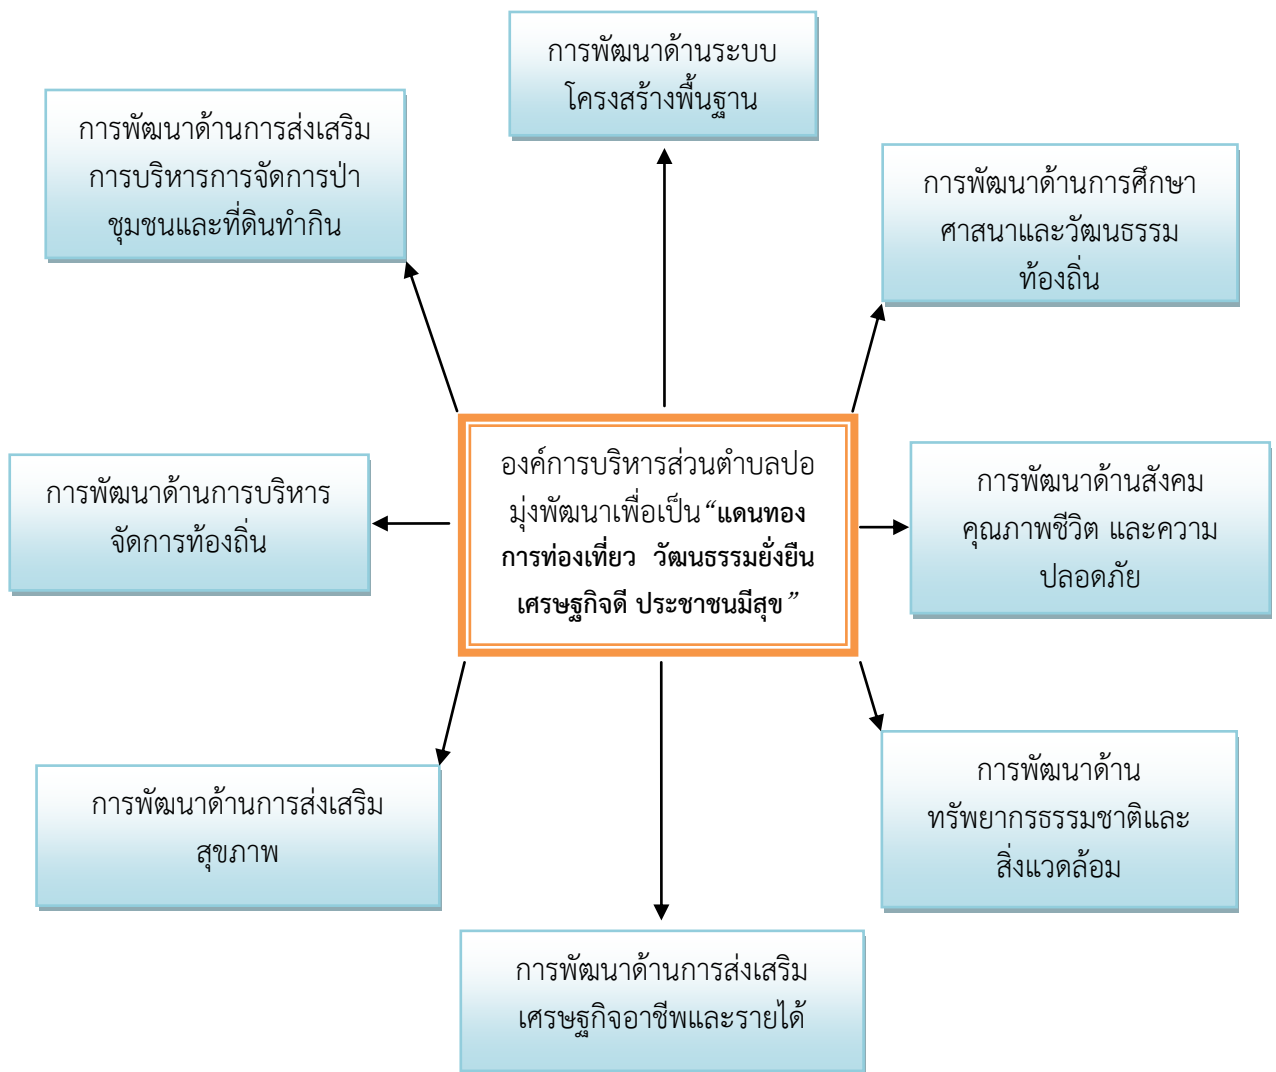 การพัฒนาด้านระบบ
โครงสร้างพื้นฐาน
การพัฒนาด้านการส่งเสริม
การบริหารการจัดการป่า
ชุมชนและที่ดินทำกิน
การพัฒนาด้านการศึกษา
ศาสนาและวัฒนธรรม
ท้องถิ่น
องค์การบริหารส่วนตำบลปอ
มุ่งพัฒนาเพื่อเป็น “แดนทอง
การท่องเที่ยว วัฒนธรรมยั่งยืน
เศรษฐกิจดี ประชาชนมีสุข”
การพัฒนาด้านการบริหาร
จัดการท้องถิ่น
การพัฒนาด้านสังคม
คุณภาพชีวิต และความ
ปลอดภัย
การพัฒนาด้านการส่งเสริม
สุขภาพ
การพัฒนาด้าน
ทรัพยากรธรรมชาติและ
สิ่งแวดล้อม
การพัฒนาด้านการส่งเสริม
เศรษฐกิจอาชีพและรายได้